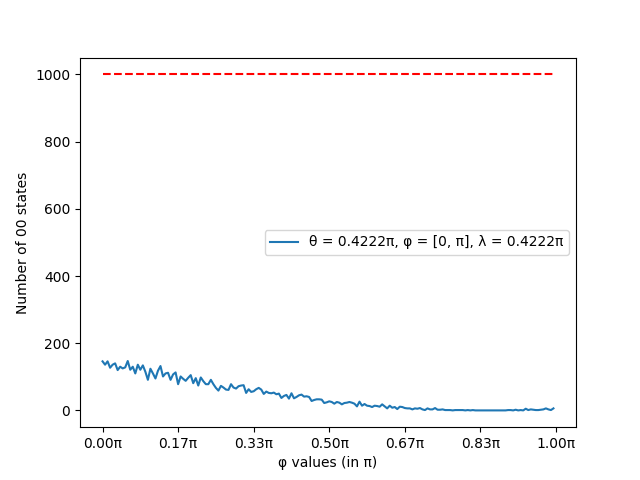 1000
800
600
400
200
0
Number of 00 states
θ = 0.4222π, φ = [0, π], λ = 0.4222π
0.00π 0.17π 0.33π 0.50π 0.67π 0.83π 1.00π
φ values (in π)